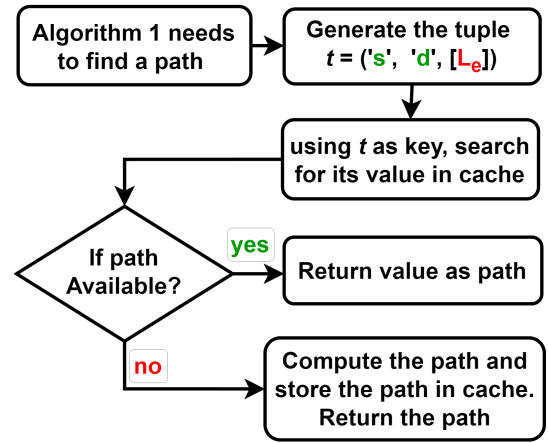 Algorithm 1 needs
to find a path
Generate the tuple
t = ('s', 'd', [Lₑ])
using t as key, search
for its value in cache
If path
Available?
yes
Return value as path
no
Compute the path and
store the path in cache.
Return the path